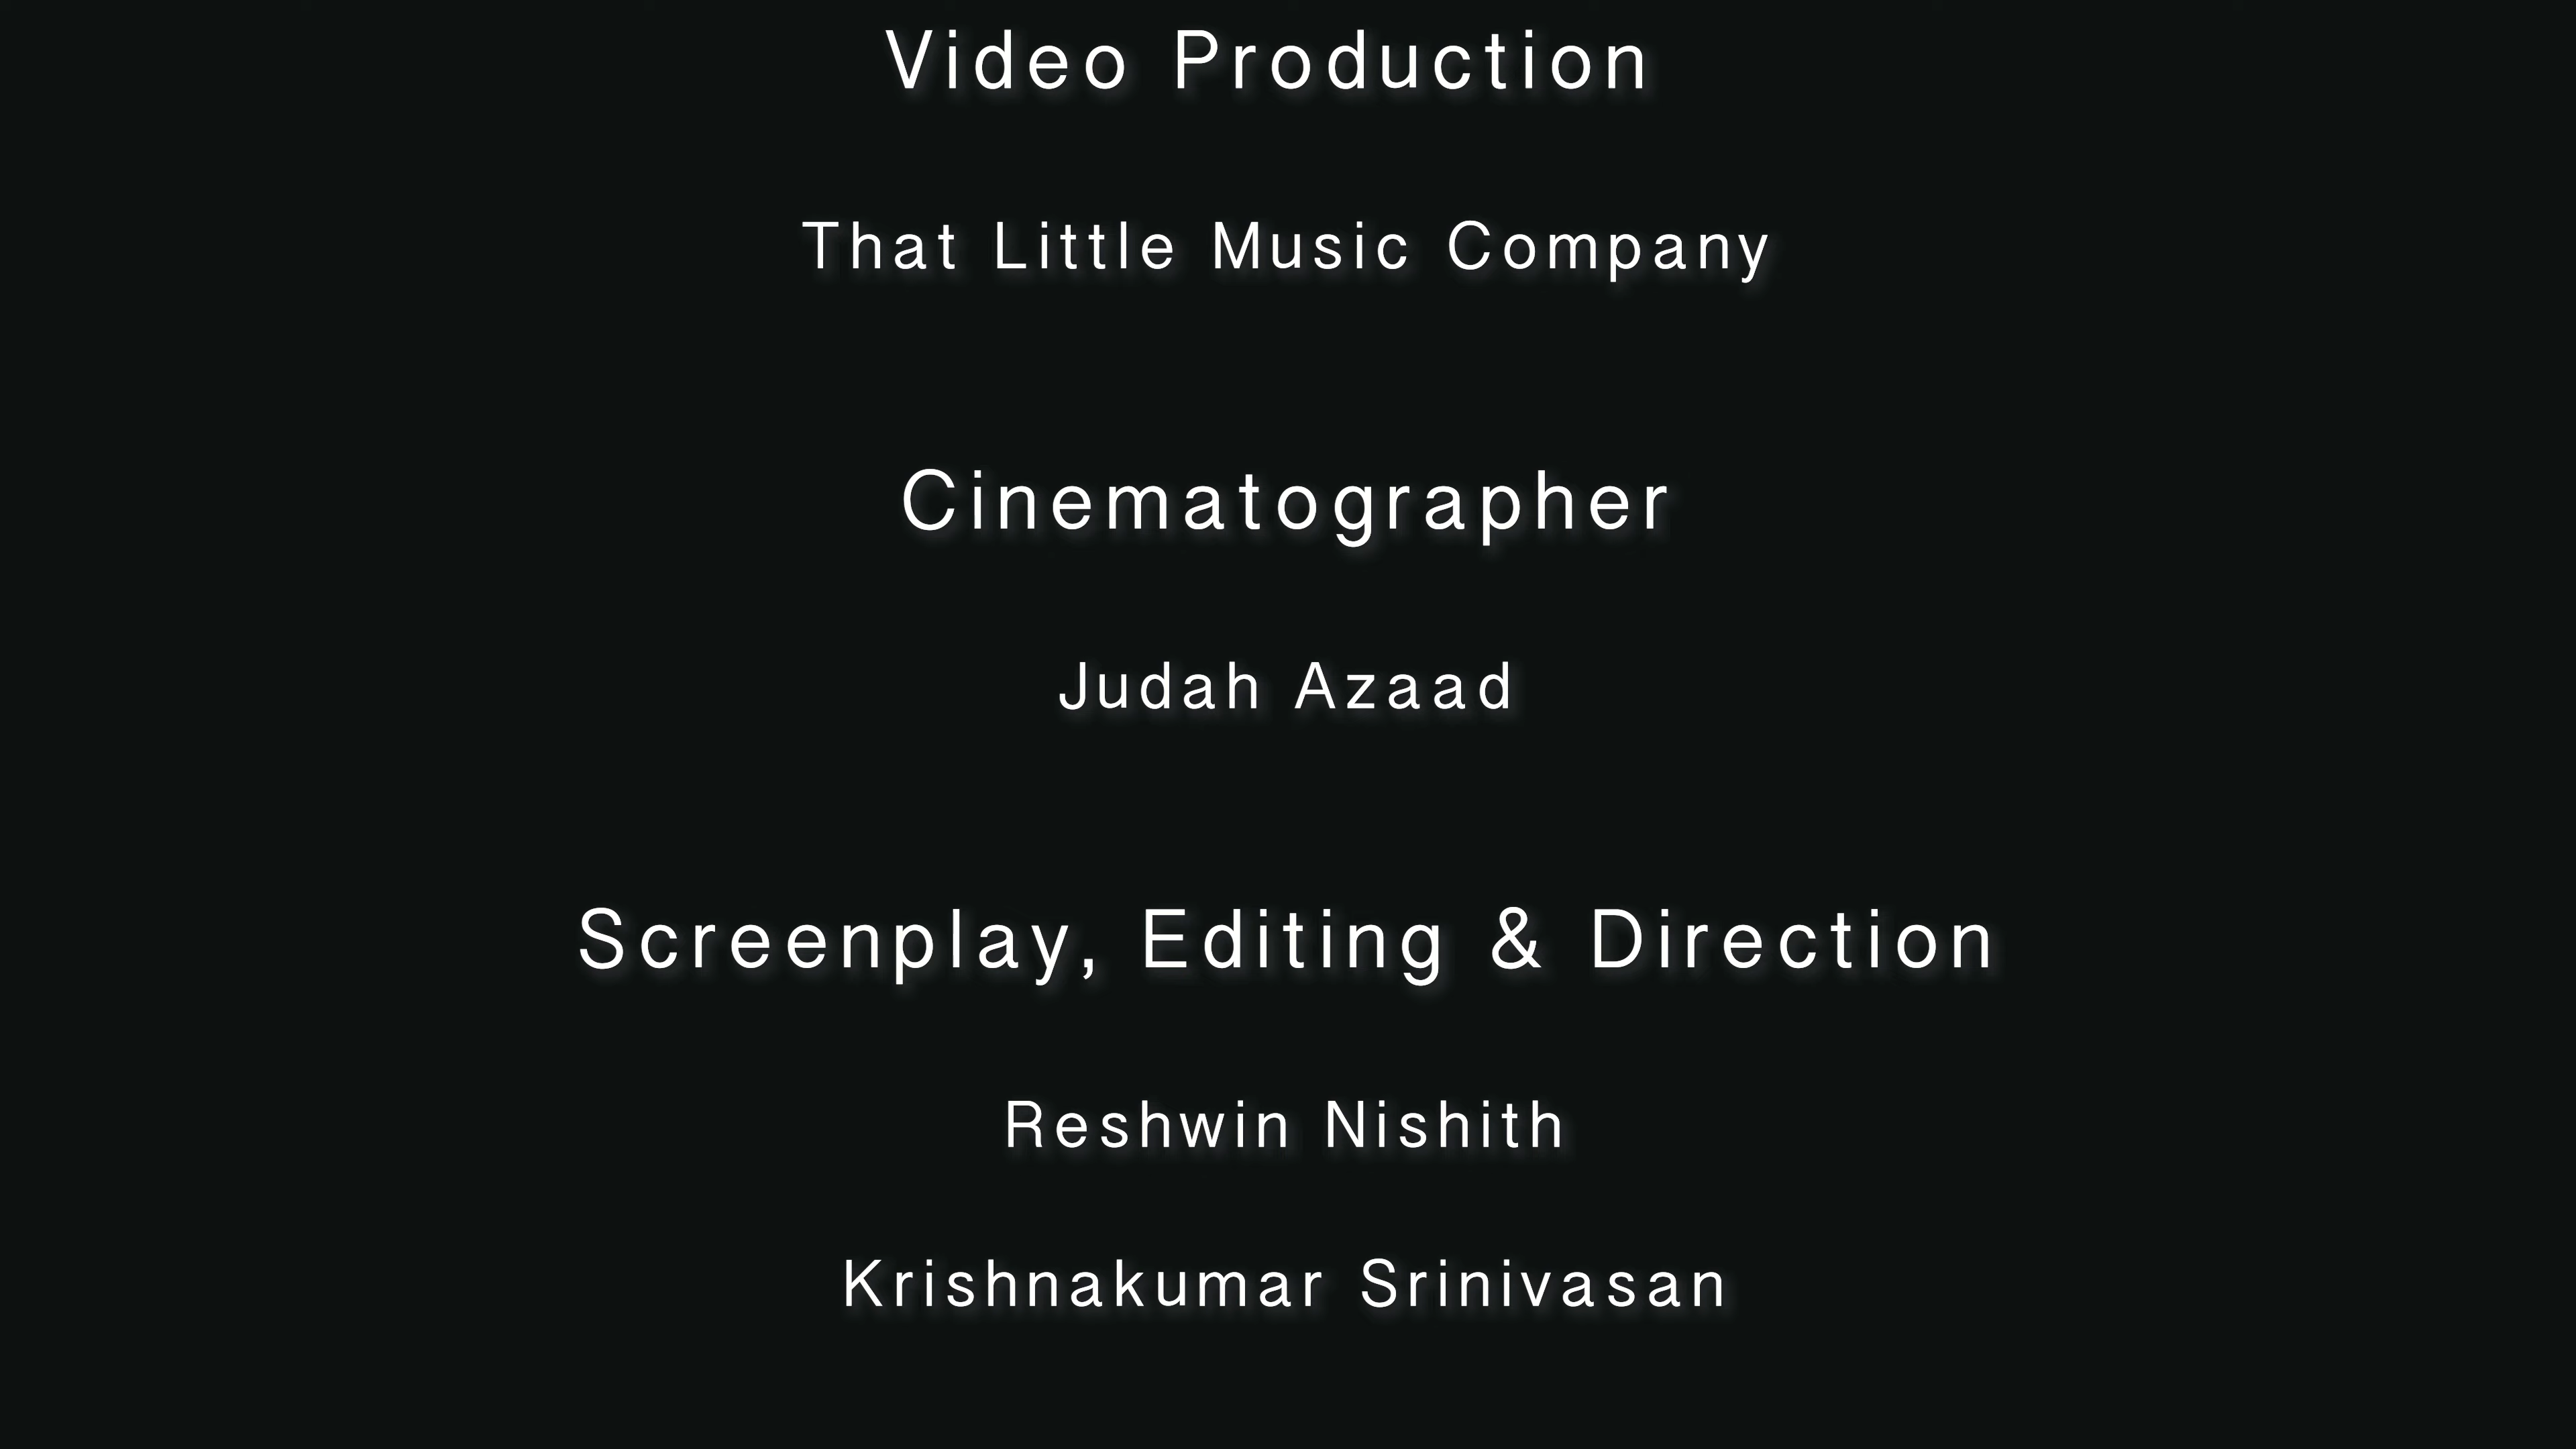 Video Production
That Little Music Company
Cinematographer
Judah Azaad
Screenplay, Editing & Direction
Reshwin Nishith
Krishnakumar Srinivasan